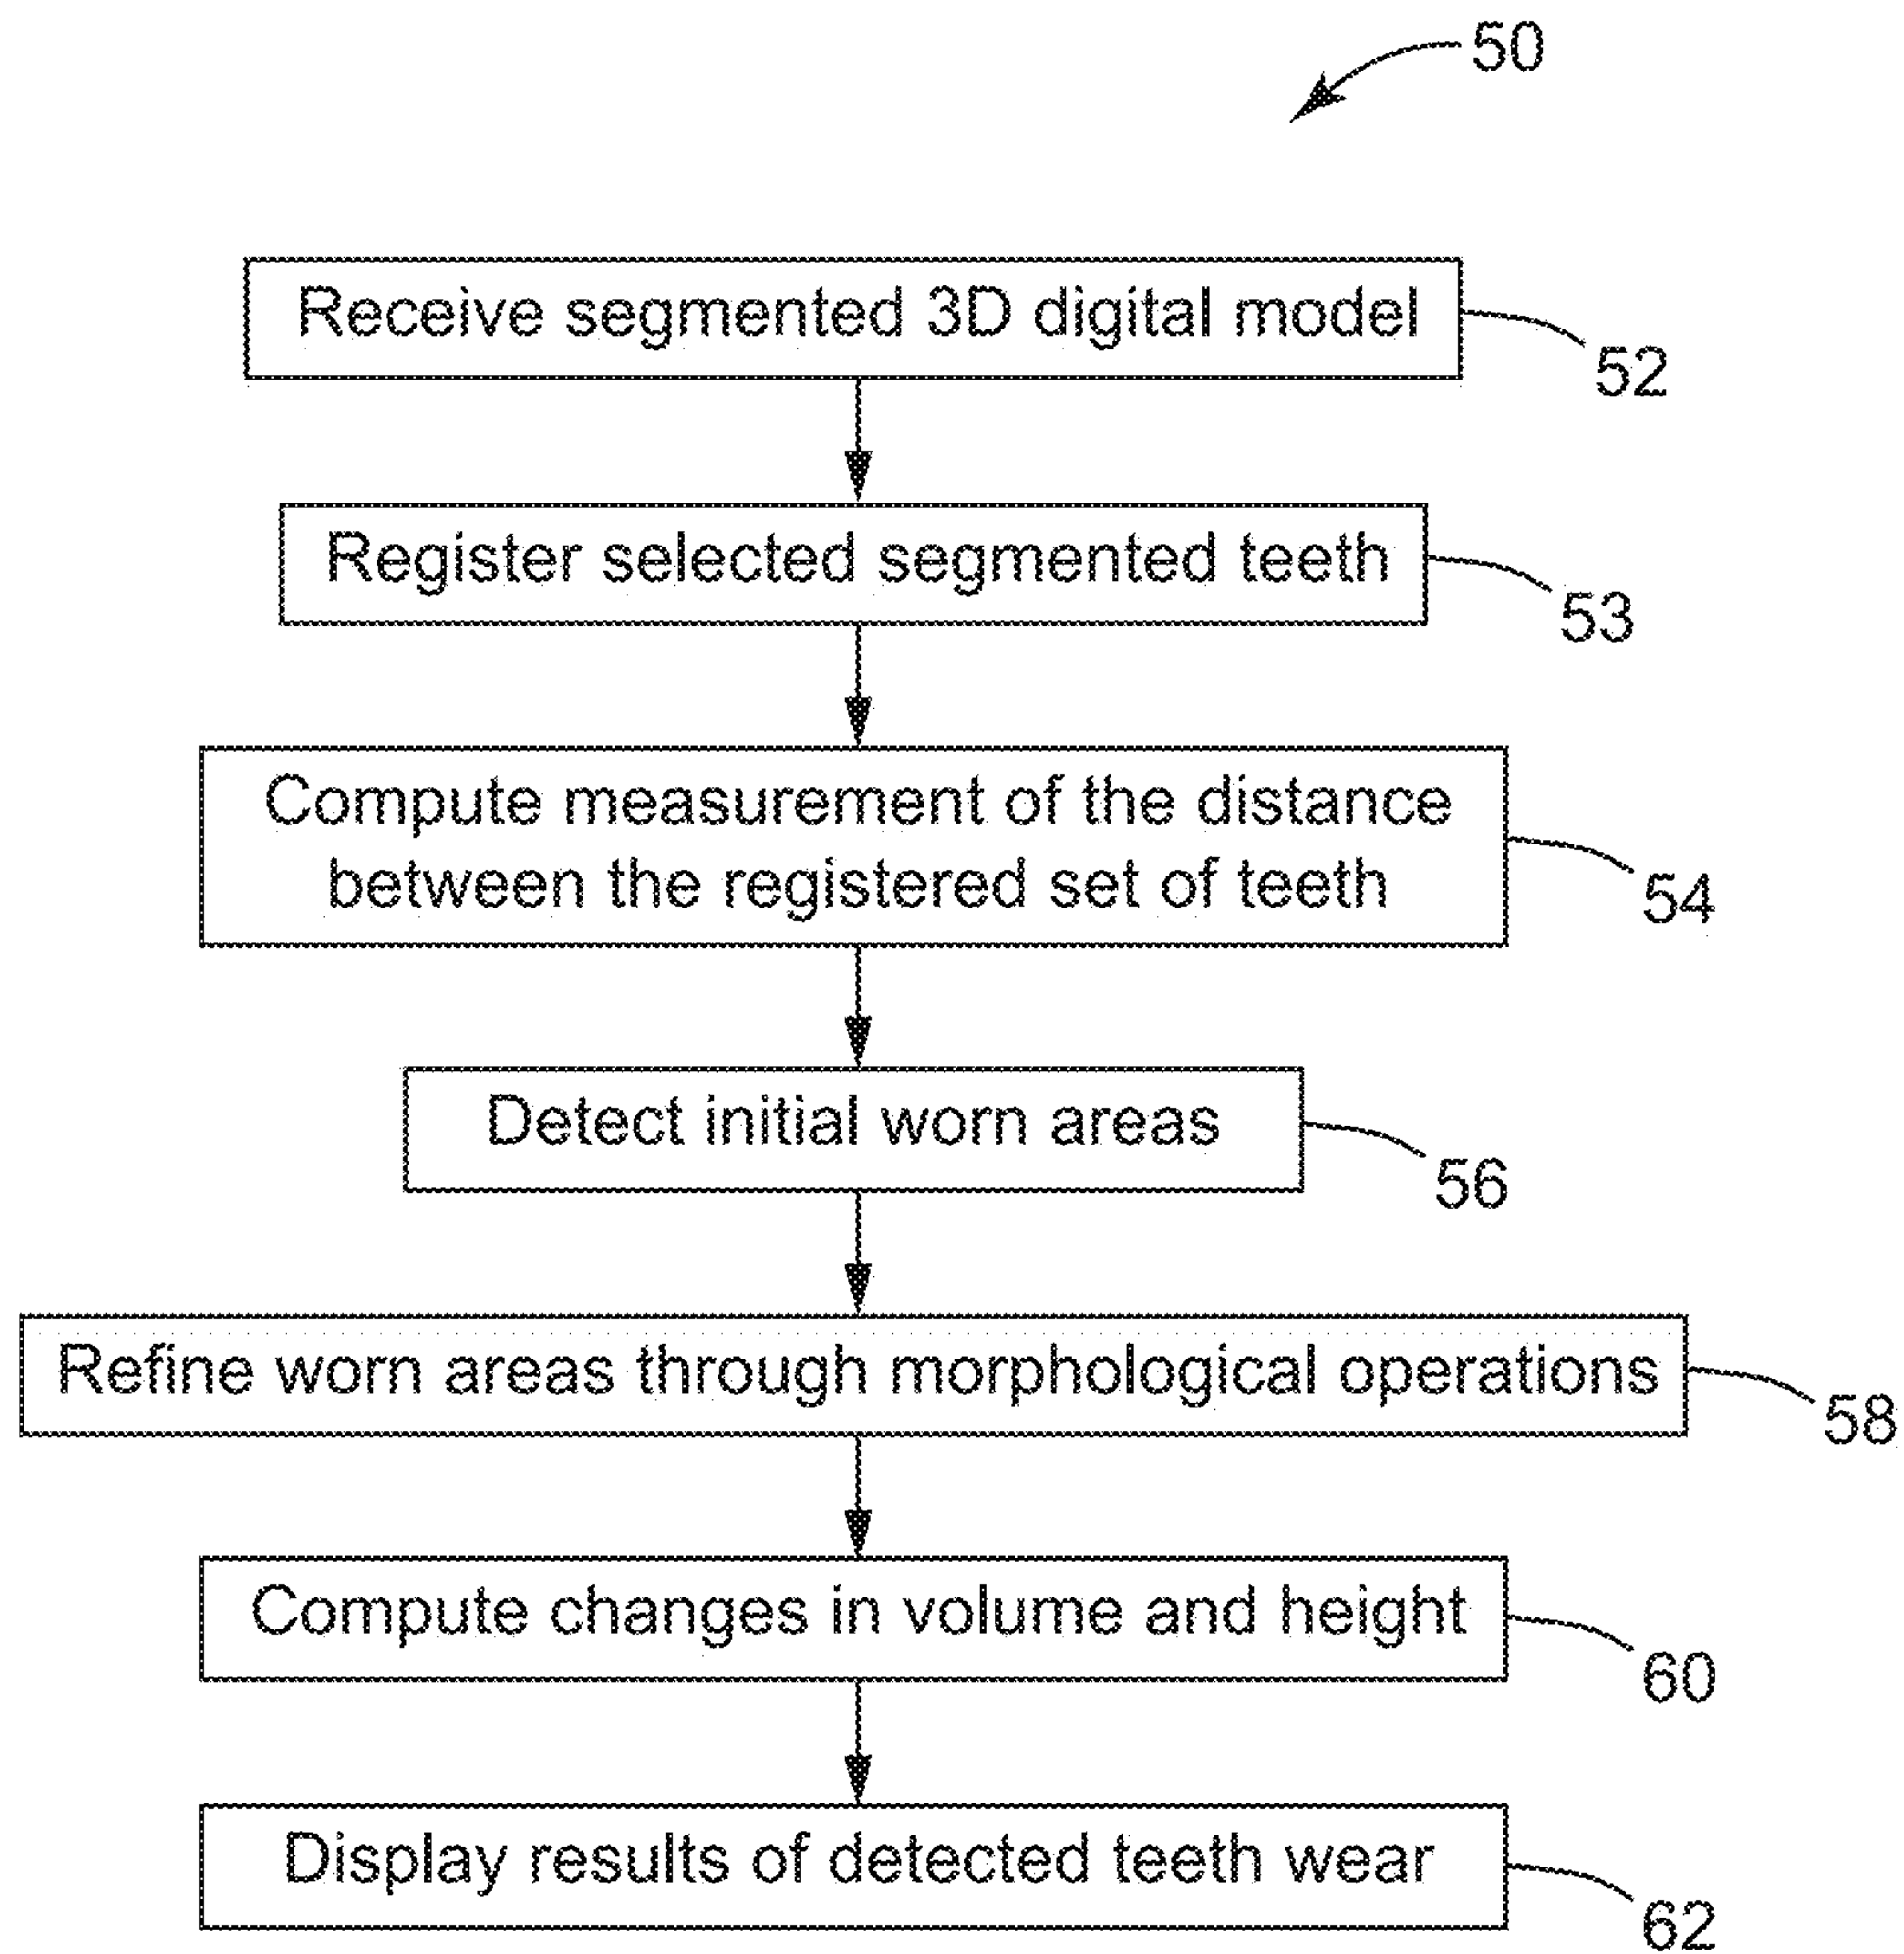 50
Receive segmented 3D digital model
52
Register selected segmented teeth
53
Compute measurement of the distance
between the registered set of teeth
54
Detect initial worn areas
56
Refine worn areas through morphological operations
58
Compute changes in volume and height
60
Display results of detected teeth wear
62